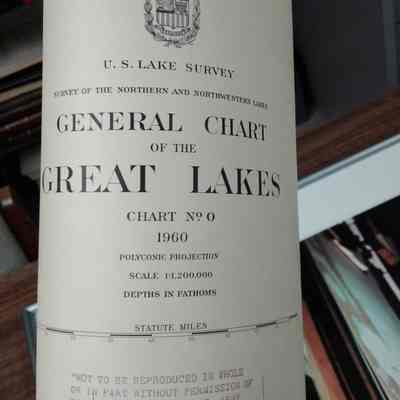 U. S. LAKE SURVEY
SURVEY OF THE NORTHERN AND NORTHWESTERN LAKES
GENERAL CHART
OF THE
GREAT LAKES
CHART Nº 0
1960
POLYCONIC PROJECTION
SCALE 1:1,200,000
DEPTHS IN FATHOMS
STATUTE MILES
"NOT TO BE REPRODUCED IN WHOLE
OR IN PART WITHOUT PERMISSION OF